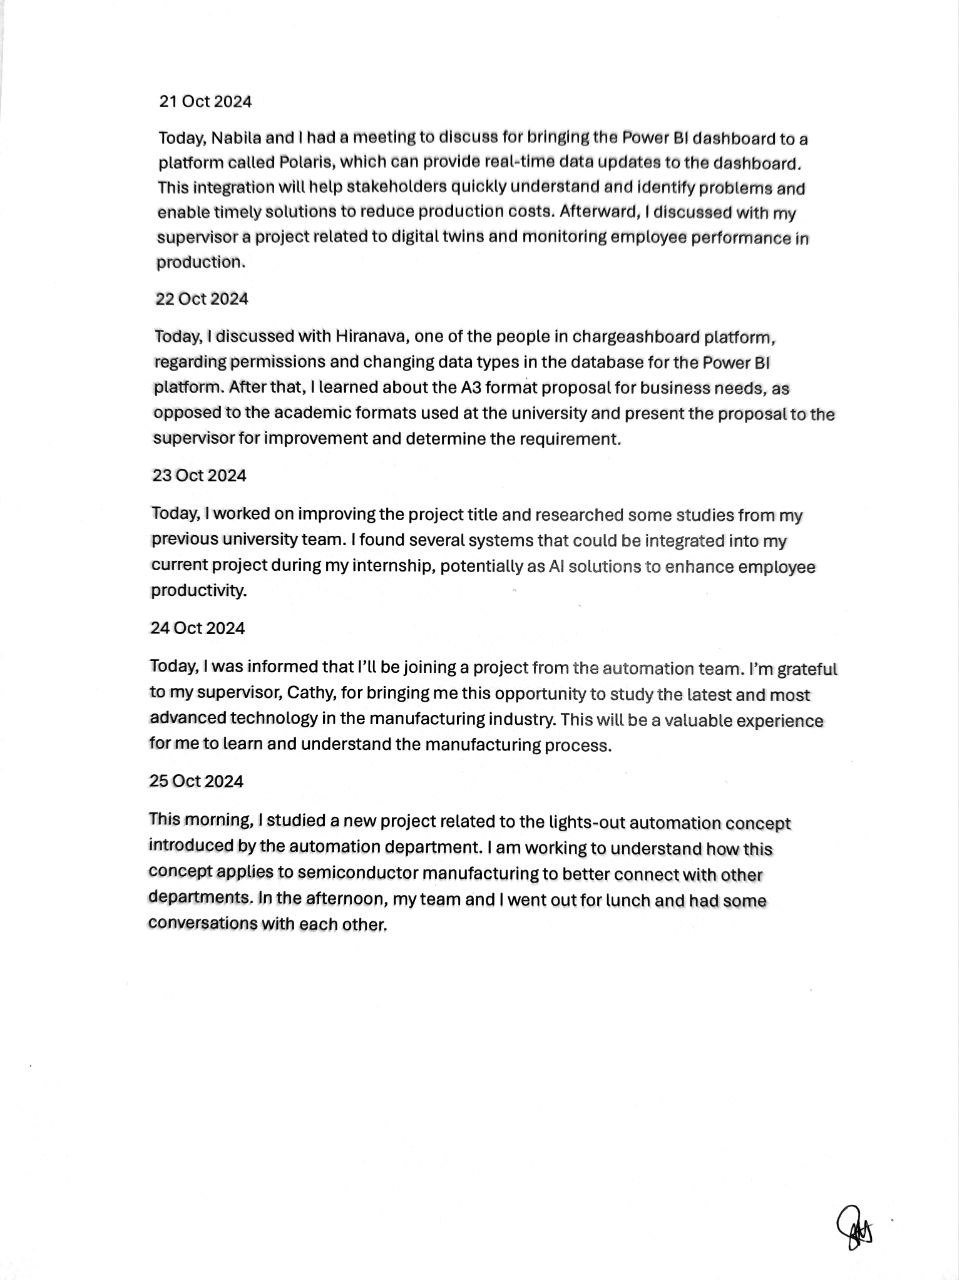 21 Oct 2024
Today, Nabila and I had a meeting to discuss for bringing the Power BI dashboard to a
platform called Polaris, which can provide real-time data updates to the dashboard.
This integration will help stakeholders quickly understand and identify problems and
enable timely solutions to reduce production costs. Afterward, I discussed with my
supervisor a project related to digital twins and monitoring employee performance in
production.
22 Oct 2024
Today, I discussed with Hiranava, one of the people in chargeashboard platform,
regarding permissions and changing data types in the database for the Power BI
platform. After that, I learned about the A3 format proposal for business needs, as
opposed to the academic formats used at the university and present the proposal to the
supervisor for improvement and determine the requirement.
23 Oct 2024
Today, I worked on improving the project title and researched some studies from my
previous university team. I found several systems that could be integrated into my
current project during my internship, potentially as AI solutions to enhance employee
productivity.
24 Oct 2024
Today, I was informed that I'll be joining a project from the automation team. I'm grateful
to my supervisor, Cathy, for bringing me this opportunity to study the latest and most
advanced technology in the manufacturing industry. This will be a valuable experience
for me to learn and understand the manufacturing process.
25 Oct 2024
This morning, I studied a new project related to the lights-out automation concept
introduced by the automation department. I am working to understand how this
concept applies to semiconductor manufacturing to better connect with other
departments. In the afternoon, my team and I went out for lunch and had some
conversations with each other.